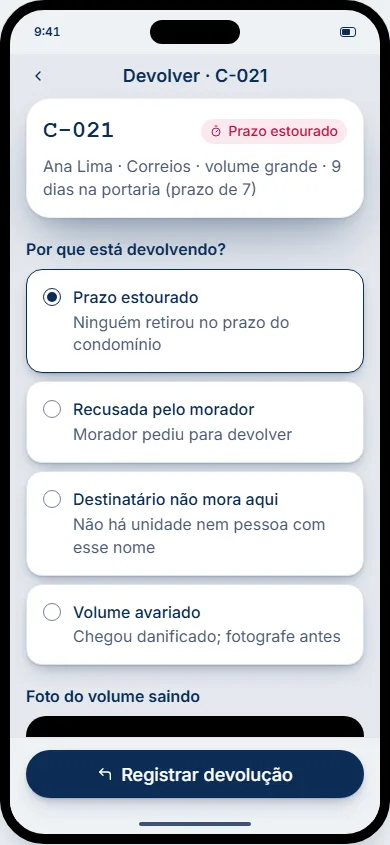 9:41
Devolver · C-021
C-021
Prazo estourado
Ana Lima · Correios · volume grande · 9
dias na portaria (prazo de 7)
Por que está devolvendo?
Prazo estourado
Ninguém retirou no prazo do
condomínio
Recusada pelo morador
Morador pediu para devolver
Destinatário não mora aqui
Não há unidade nem pessoa com
esse nome
Volume avariado
Chegou danificado; fotografe antes
Foto do volume saindo
Registrar devolução